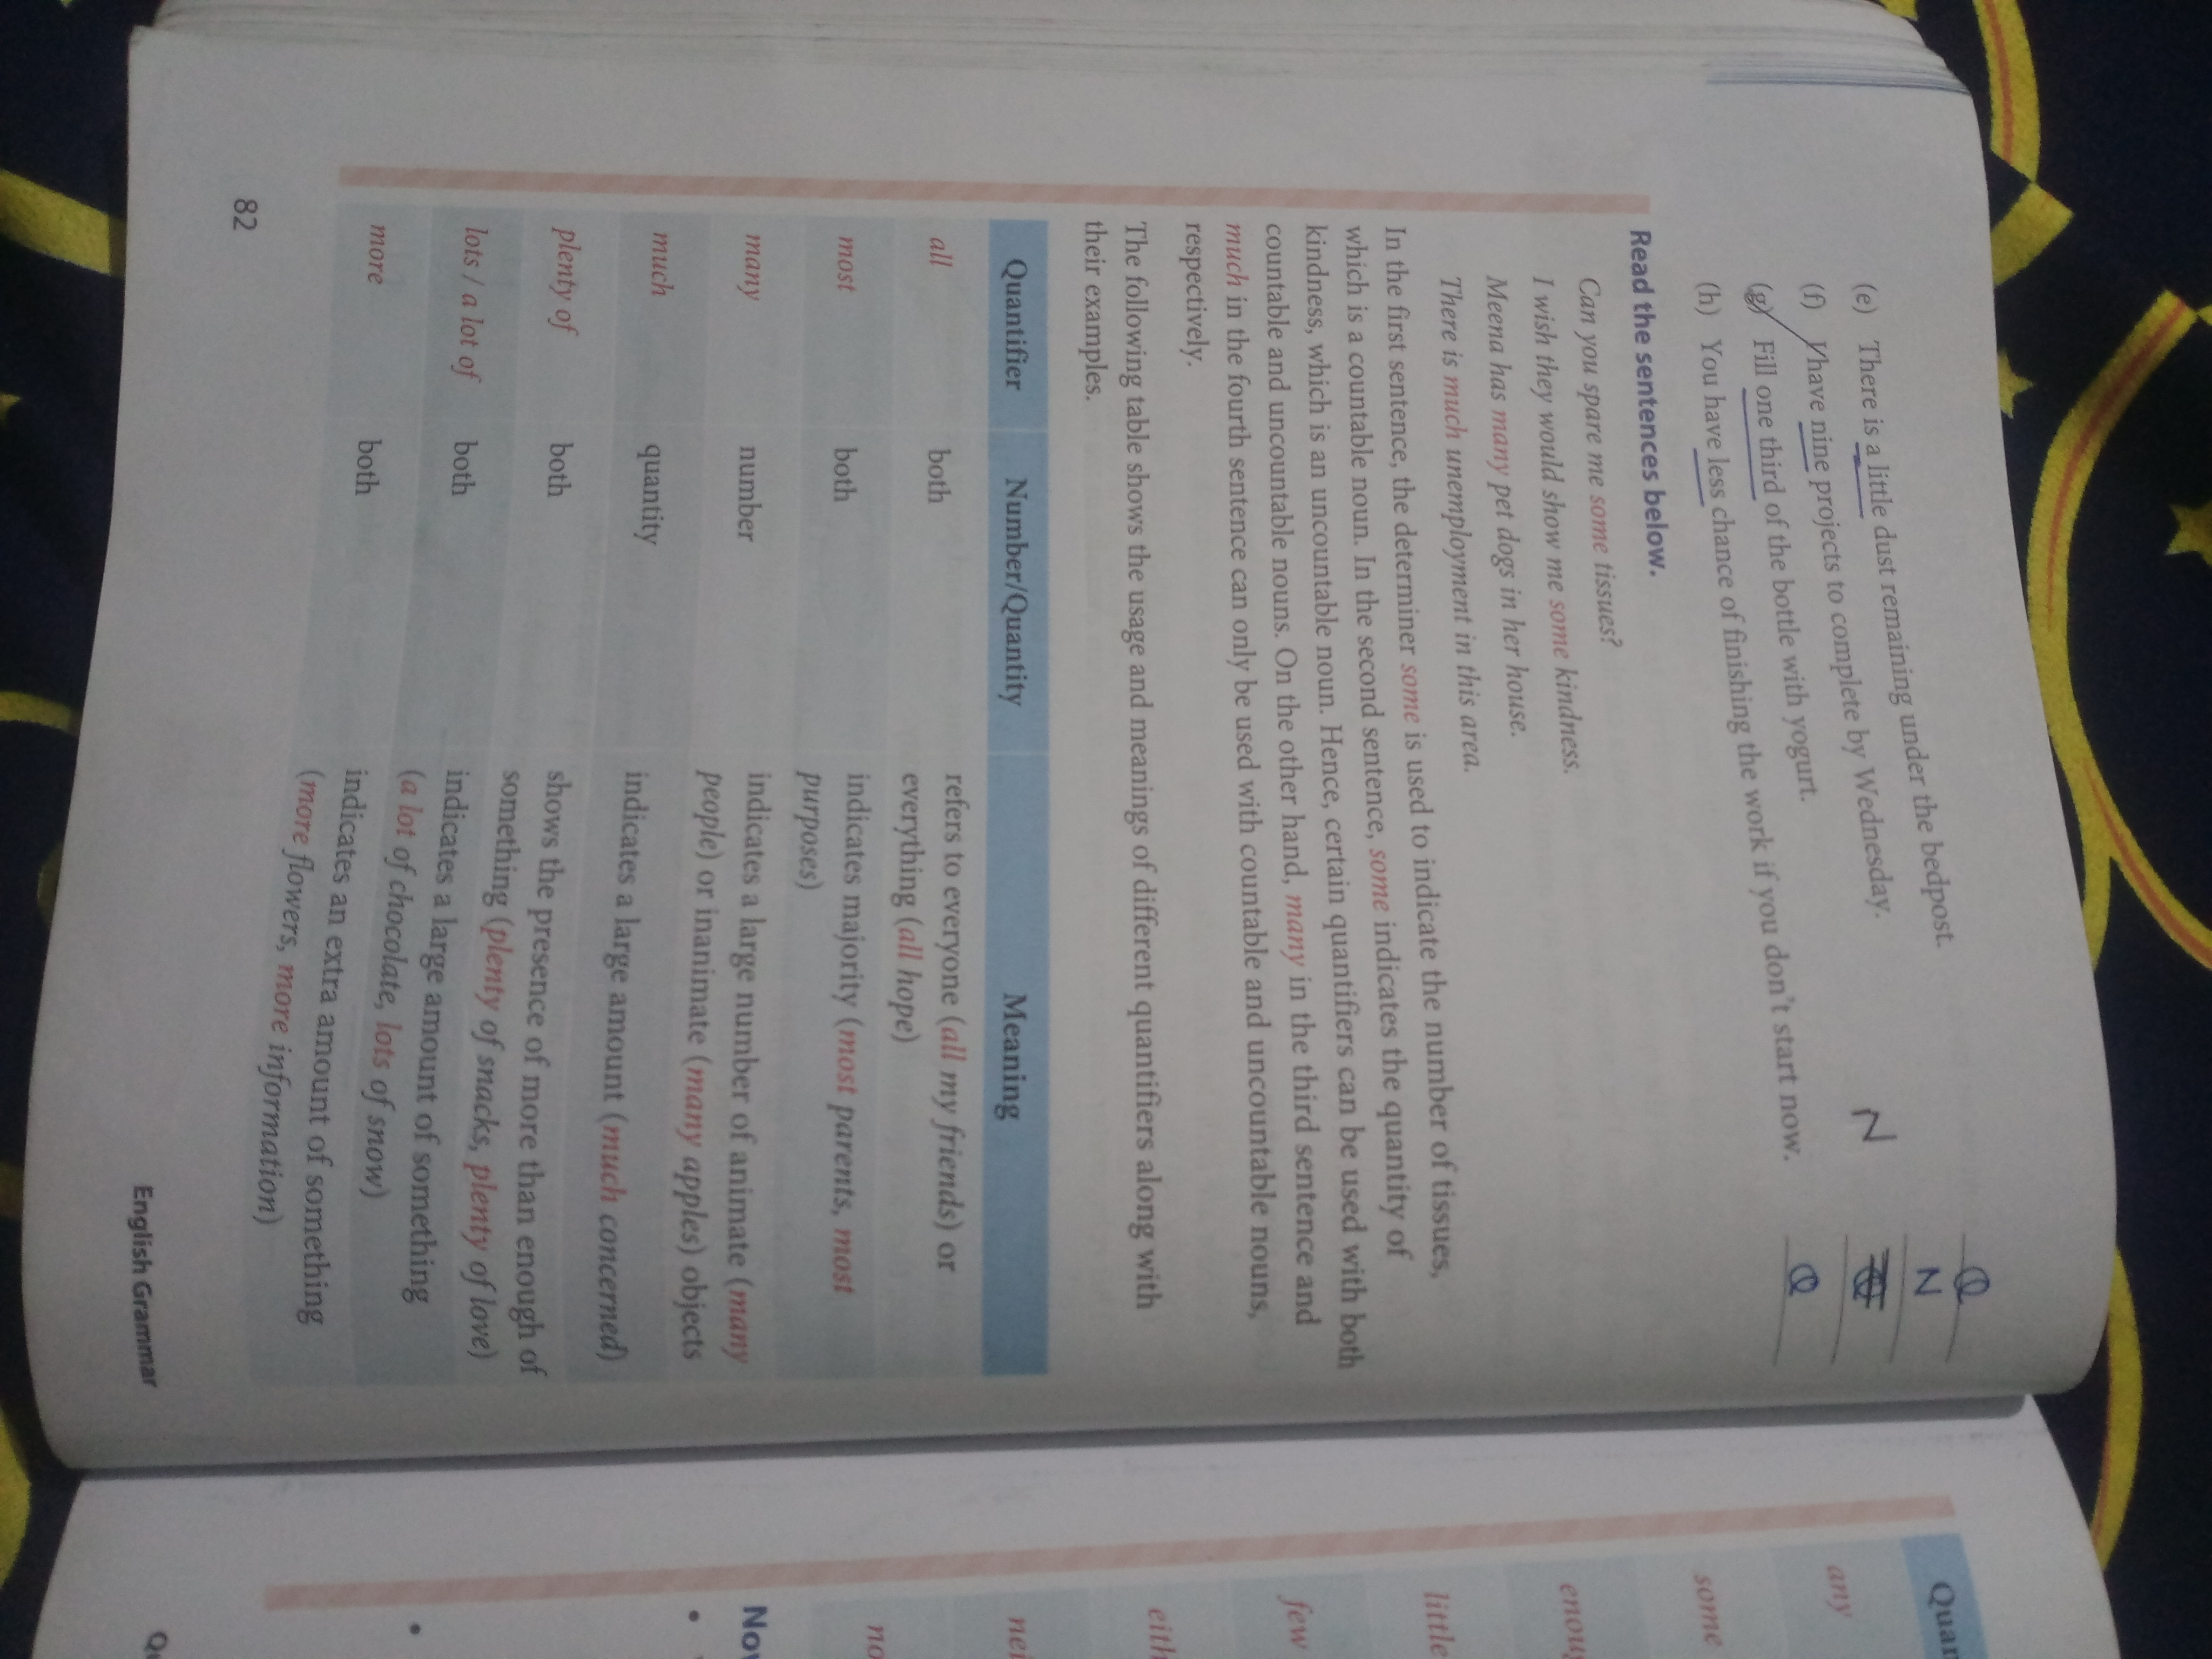 (e) There is a little dust remaining under the bedpost. Q
(f) I have nine projects to complete by Wednesday. N
(g) Fill one third of the bottle with yogurt. N
(h) You have less chance of finishing the work if you don't start now. Q
Read the sentences below.
Can you spare me some tissues?
I wish they would show me some kindness.
Meena has many pet dogs in her house.
There is much unemployment in this area.
In the first sentence, the determiner some is used to indicate the number of tissues,
which is a countable noun. In the second sentence, some indicates the quantity of
kindness, which is an uncountable noun. Hence, certain quantifiers can be used with both
countable and uncountable nouns. On the other hand, many in the third sentence and
much in the fourth sentence can only be used with countable and uncountable nouns,
respectively.
The following table shows the usage and meanings of different quantifiers along with
their examples.
Quantifier Number/Quantity Meaning
all both refers to everyone (all my friends) or
everything (all hope)
most both indicates majority (most parents, most
purposes)
many number indicates a large number of animate (many
people) or inanimate (many apples) objects
much quantity indicates a large amount (much concerned)
plenty of both shows the presence of more than enough of
something (plenty of snacks, plenty of love)
lots / a lot of both indicates a large amount of something
(a lot of chocolate, lots of snow)
more both indicates an extra amount of something
(more flowers, more information)
82
English Grammar
any
some
little
few